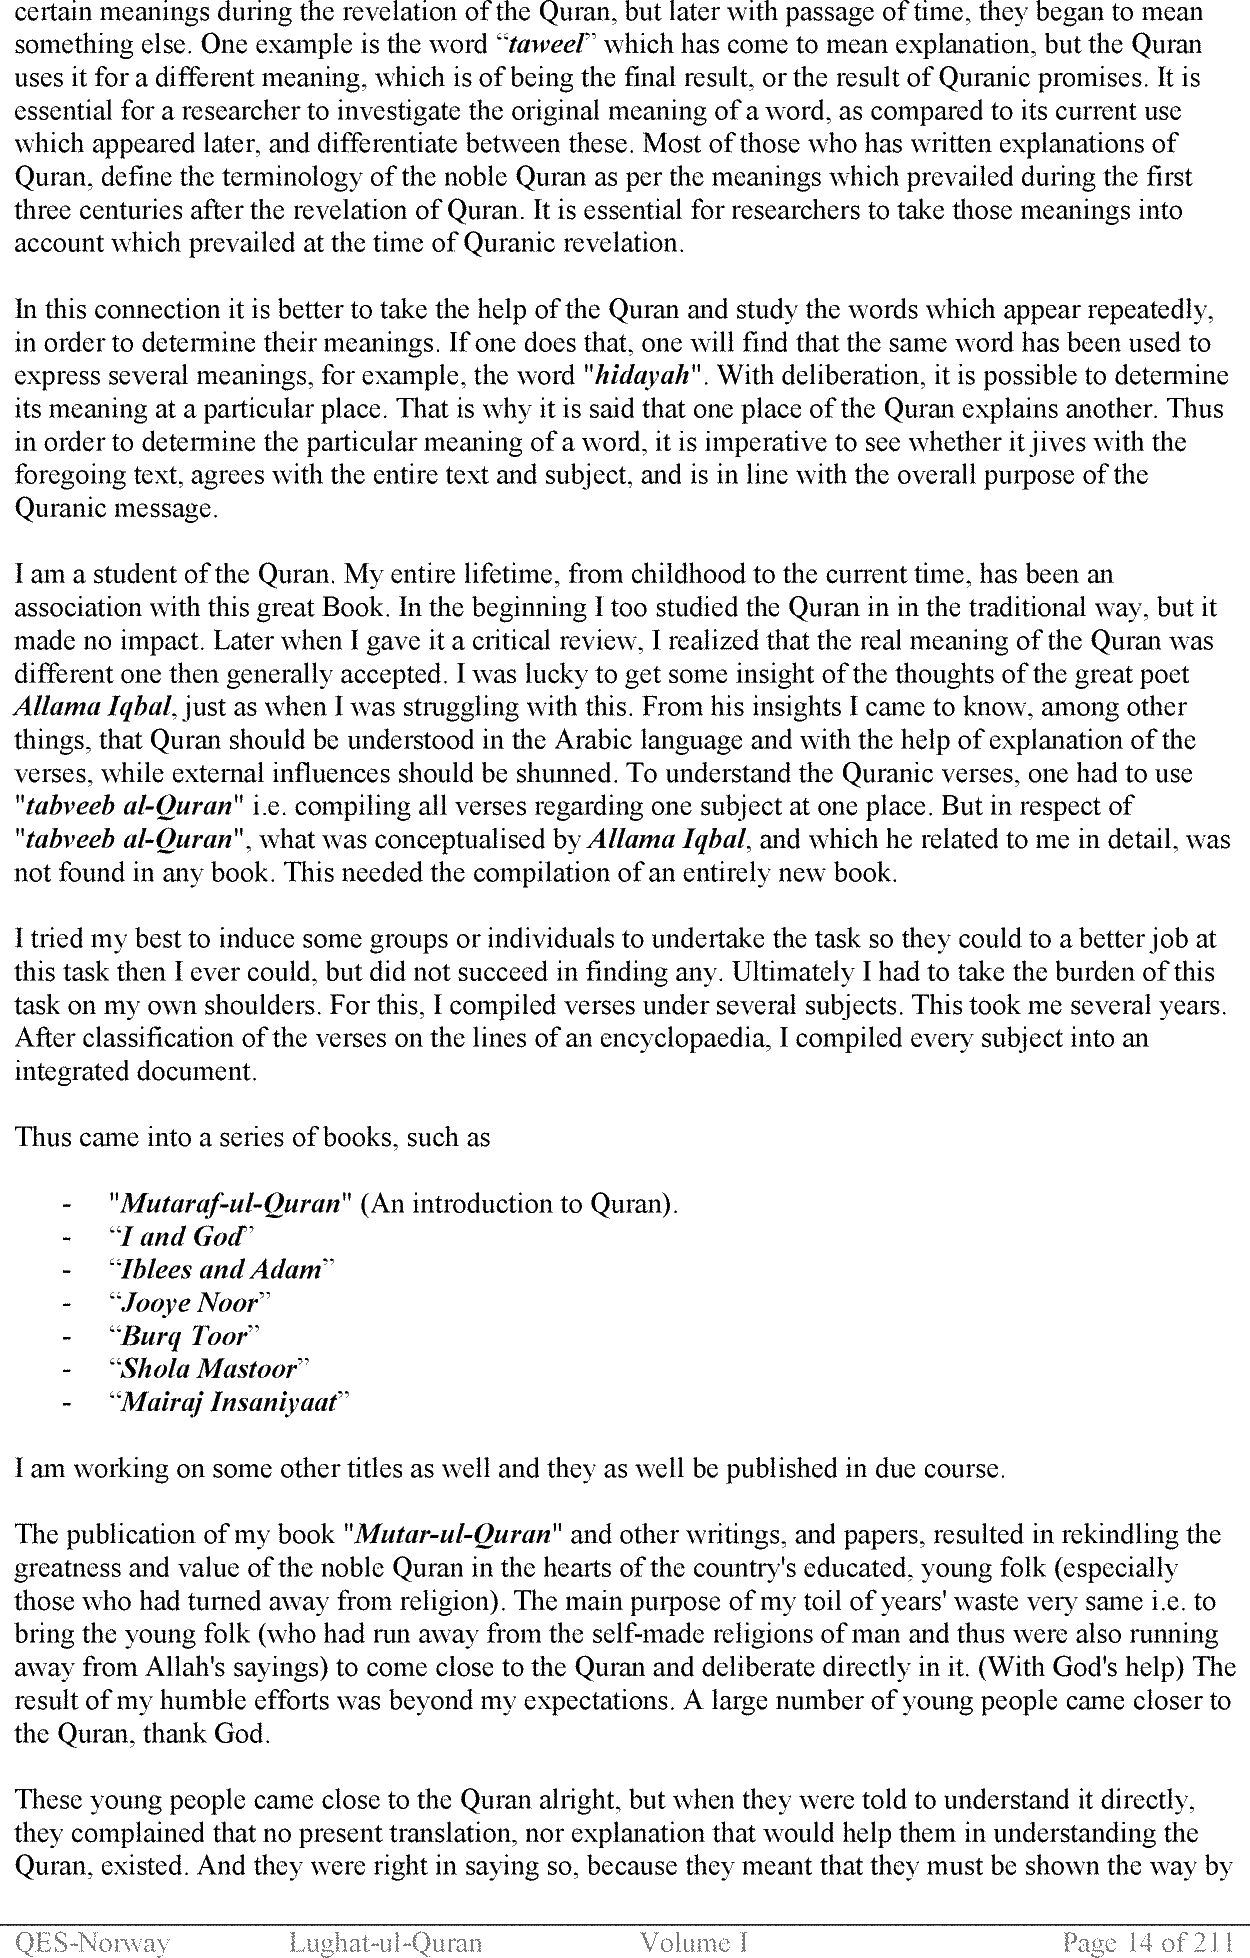 certain meanings during the revelation of the Quran, but later with passage of time, they began to mean
something else. One example is the word “taweel” which has come to mean explanation, but the Quran
uses it for a different meaning, which is of being the final result, or the result of Quranic promises. It is
essential for a researcher to investigate the original meaning of a word, as compared to its current use
which appeared later, and differentiate between these. Most of those who has written explanations of
Quran, define the terminology of the noble Quran as per the meanings which prevailed during the first
three centuries after the revelation of Quran. It is essential for researchers to take those meanings into
account which prevailed at the time of Quranic revelation.
In this connection it is better to take the help of the Quran and study the words which appear repeatedly,
in order to determine their meanings. If one does that, one will find that the same word has been used to
express several meanings, for example, the word "hidayah". With deliberation, it is possible to determine
its meaning at a particular place. That is why it is said that one place of the Quran explains another. Thus
in order to determine the particular meaning of a word, it is imperative to see whether it jives with the
foregoing text, agrees with the entire text and subject, and is in line with the overall purpose of the
Quranic message.
I am a student of the Quran. My entire lifetime, from childhood to the current time, has been an
association with this great Book. In the beginning I too studied the Quran in in the traditional way, but it
made no impact. Later when I gave it a critical review, I realized that the real meaning of the Quran was
different one then generally accepted. I was lucky to get some insight of the thoughts of the great poet
Allama Iqbal, just as when I was struggling with this. From his insights I came to know, among other
things, that Quran should be understood in the Arabic language and with the help of explanation of the
verses, while external influences should be shunned. To understand the Quranic verses, one had to use
"tabveeb al-Quran" i.e. compiling all verses regarding one subject at one place. But in respect of
"tabveeb al-Quran", what was conceptualised by Allama Iqbal, and which he related to me in detail, was
not found in any book. This needed the compilation of an entirely new book.
I tried my best to induce some groups or individuals to undertake the task so they could to a better job at
this task then I ever could, but did not succeed in finding any. Ultimately I had to take the burden of this
task on my own shoulders. For this, I compiled verses under several subjects. This took me several years.
After classification of the verses on the lines of an encyclopaedia, I compiled every subject into an
integrated document.
Thus came into a series of books, such as
- "Mutaraf-ul-Quran" (An introduction to Quran).
- “I and God”
- “Iblees and Adam”
- “Jooye Noor”
- “Burq Toor”
- “Shola Mastoor”
- “Mairaj Insaniyaat”
I am working on some other titles as well and they as well be published in due course.
The publication of my book "Mutar-ul-Quran" and other writings, and papers, resulted in rekindling the
greatness and value of the noble Quran in the hearts of the country's educated, young folk (especially
those who had turned away from religion). The main purpose of my toil of years' waste very same i.e. to
bring the young folk (who had run away from the self-made religions of man and thus were also running
away from Allah's sayings) to come close to the Quran and deliberate directly in it. (With God's help) The
result of my humble efforts was beyond my expectations. A large number of young people came closer to
the Quran, thank God.
These young people came close to the Quran alright, but when they were told to understand it directly,
they complained that no present translation, nor explanation that would help them in understanding the
Quran, existed. And they were right in saying so, because they meant that they must be shown the way by
QES-Norway Lughat-ul-Quran Volume I Page 14 of 211